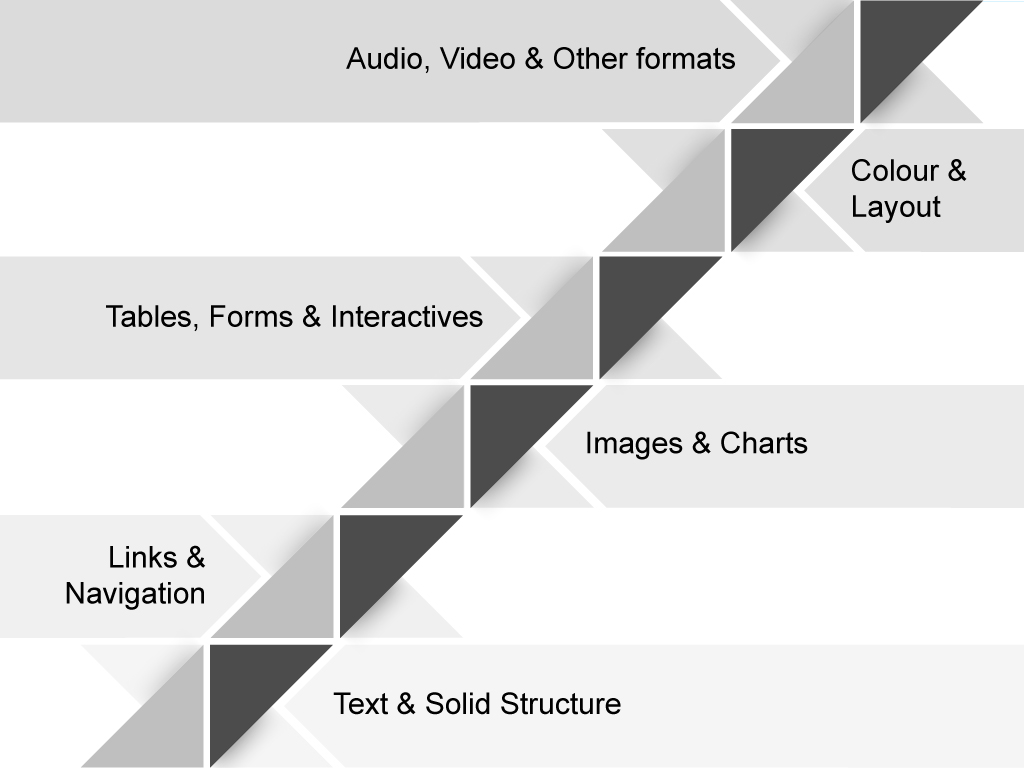 Audio, Video & Other formats
Colour &
Layout
Tables, Forms & Interactives
Images & Charts
Links &
Navigation
Text & Solid Structure